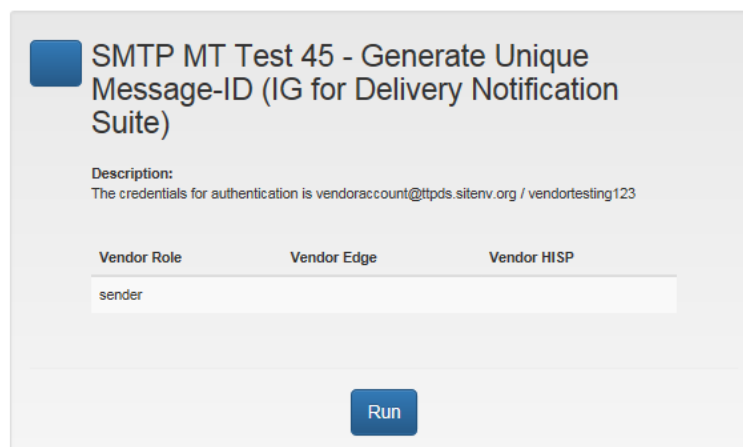 SMTP MT Test 45 - Generate Unique
Message-ID (IG for Delivery Notification
Suite)
Description:
The credentials for authentication is vendoraccount@ttpds.sitenv.org / vendortesting123
Vendor Role Vendor Edge Vendor HISP
sender
Run